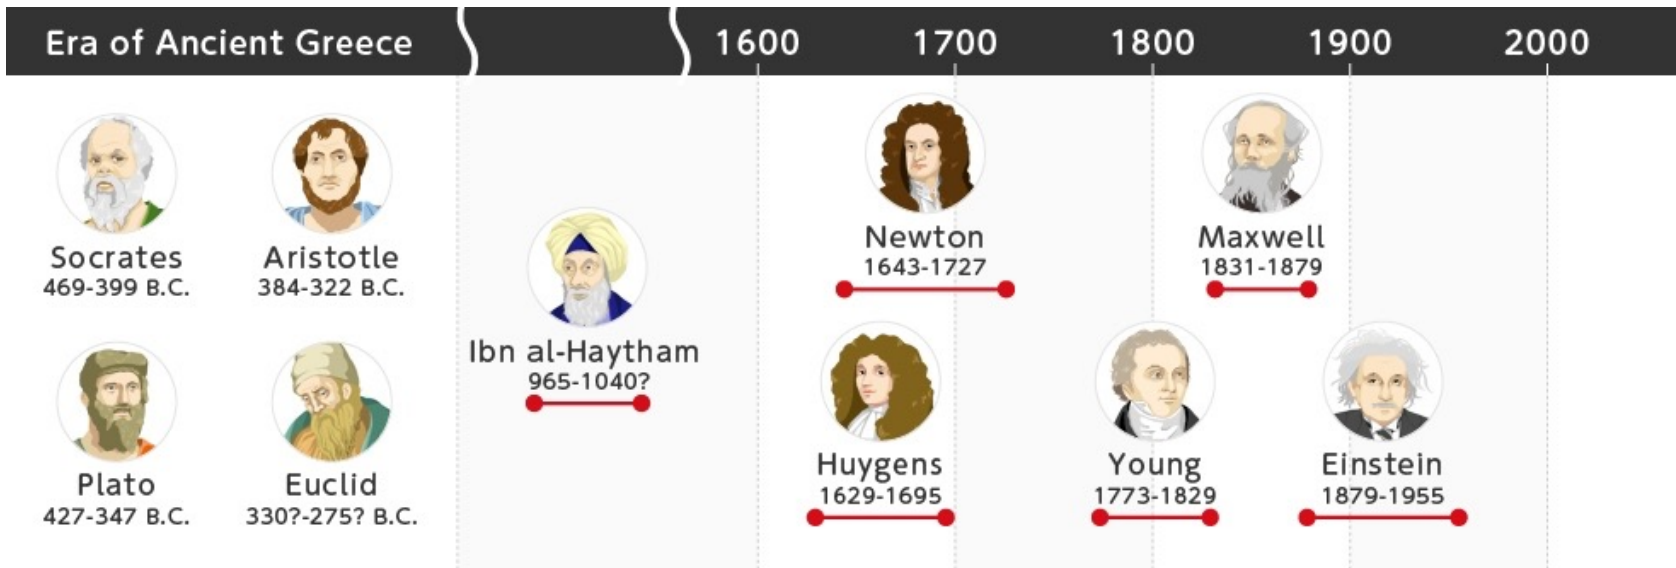 Era of Ancient Greece
1600
1700
1800
1900
2000
Socrates
469-399 B.C.
Aristotle
384-322 B.C.
Plato
427-347 B.C.
Euclid
330?-275? B.C.
Ibn al-Haytham
965-1040?
Newton
1643-1727
Huygens
1629-1695
Maxwell
1831-1879
Young
1773-1829
Einstein
1879-1955